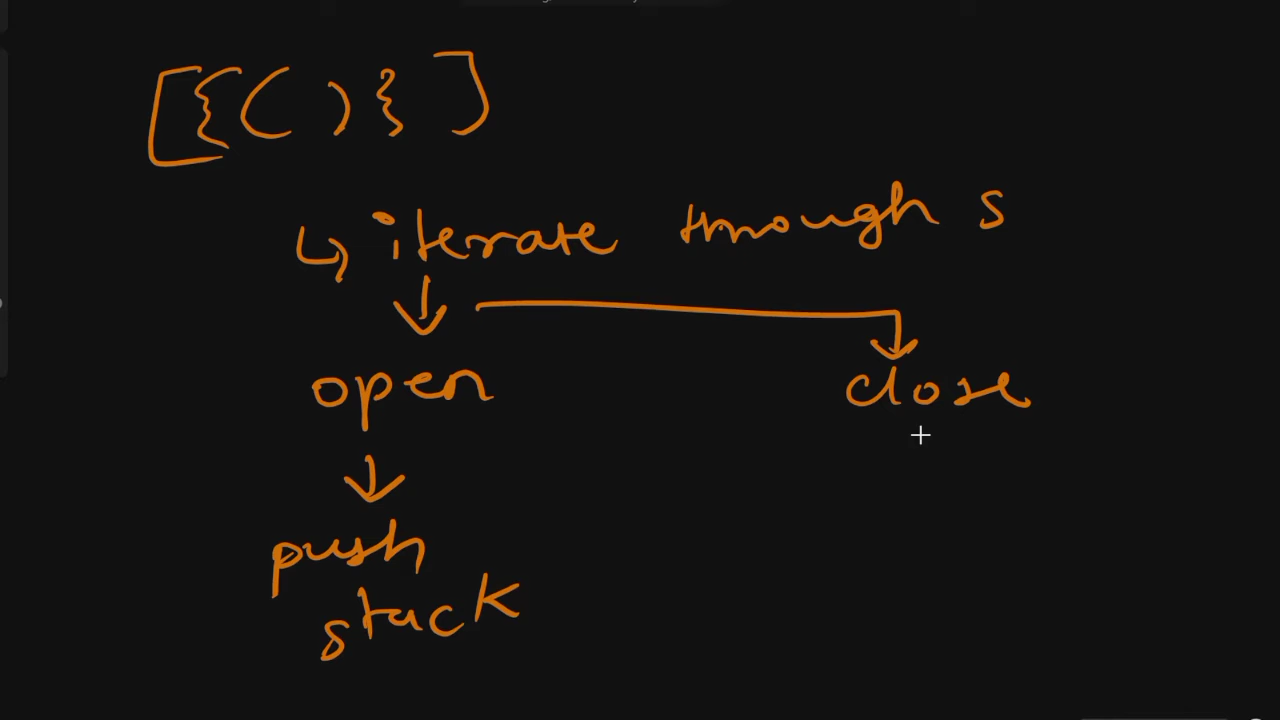 [{()}]
↳ iterate through s
open close
push
stack